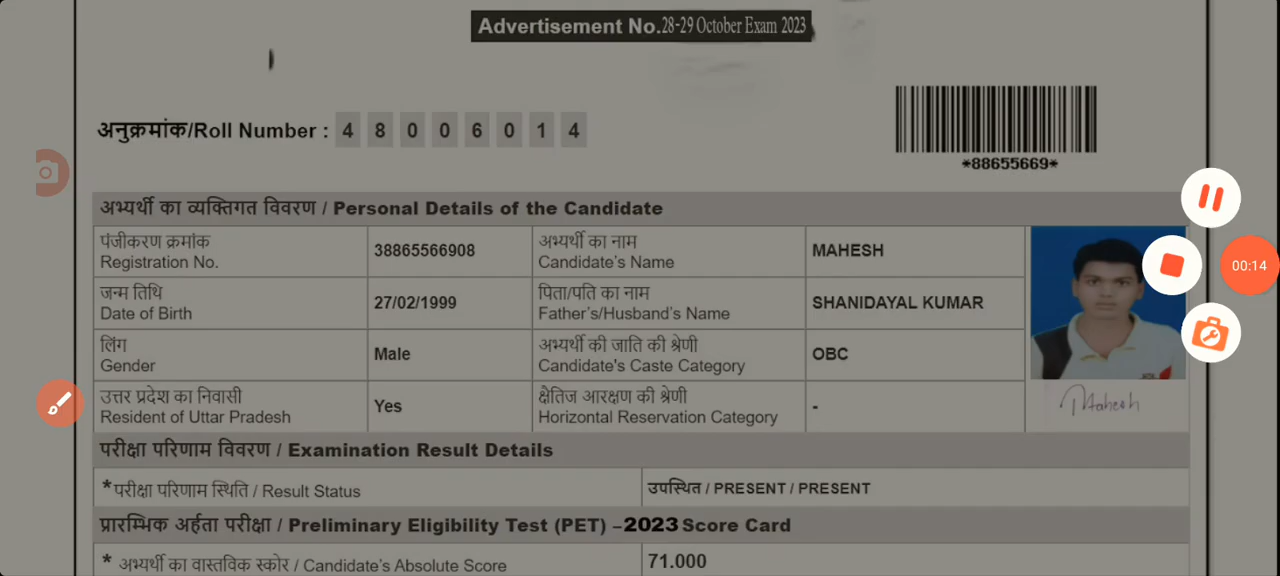 Advertisement No.28-29 October Exam 2023
अनुक्रमांक/Roll Number : 4 8 0 0 6 0 1 4
*88655669*
अभ्यर्थी का व्यक्तिगत विवरण / Personal Details of the Candidate
पंजीकरण क्रमांक
Registration No.
38865566908
अभ्यर्थी का नाम
Candidate's Name
MAHESH
जन्म तिथि
Date of Birth
27/02/1999
पिता/पति का नाम
Father's/Husband's Name
SHANIDAYAL KUMAR
लिंग
Gender
Male
अभ्यर्थी की जाति की श्रेणी
Candidate's Caste Category
OBC
उत्तर प्रदेश का निवासी
Resident of Uttar Pradesh
Yes
क्षैतिज आरक्षण की श्रेणी
Horizontal Reservation Category
-
Mahesh
परीक्षा परिणाम विवरण / Examination Result Details
*परीक्षा परिणाम स्थिति / Result Status
उपस्थित / PRESENT / PRESENT
प्रारम्भिक अर्हता परीक्षा / Preliminary Eligibility Test (PET) –2023 Score Card
* अभ्यर्थी का वास्तविक स्कोर / Candidate's Absolute Score
71.000
00:14